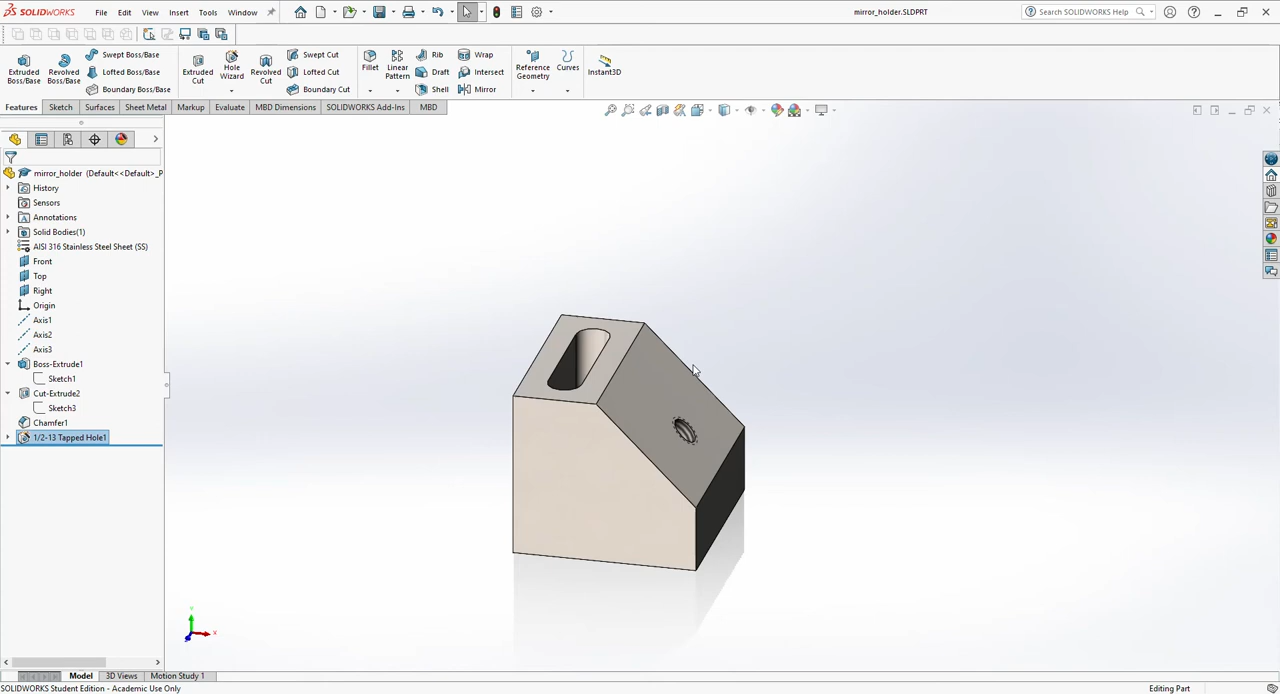 SOLIDWORKS File Edit View Insert Tools Window mirror_holder.SLDPRT Search SOLIDWORKS Help
Extruded Boss/Base
Revolved Boss/Base
Swept Boss/Base
Lofted Boss/Base
Boundary Boss/Base
Extruded Cut
Hole Wizard
Revolved Cut
Swept Cut
Lofted Cut
Boundary Cut
Fillet
Linear Pattern
Rib
Draft
Shell
Wrap
Intersect
Mirror
Reference Geometry
Curves
Instant3D
Features Sketch Surfaces Sheet Metal Markup Evaluate MBD Dimensions SOLIDWORKS Add-Ins MBD
mirror_holder (Default<<Default>_P
History
Sensors
Annotations
Solid Bodies(1)
AISI 316 Stainless Steel Sheet (SS)
Front
Top
Right
Origin
Axis1
Axis2
Axis3
Boss-Extrude1
Sketch1
Cut-Extrude2
Sketch3
Chamfer1
1/2-13 Tapped Hole1
Y
X
Z
Model 3D Views Motion Study 1
SOLIDWORKS Student Edition - Academic Use Only Editing Part